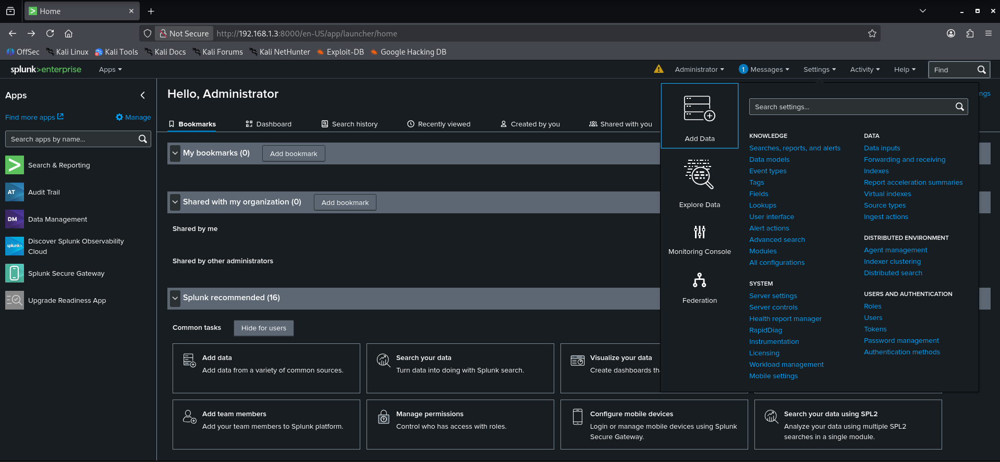 Home
Not Secure http://192.168.1.3:8000/en-US/app/launcher/home
OffSec Kali Linux Kali Tools Kali Docs Kali Forums Kali NetHunter Exploit-DB Google Hacking DB
splunk>enterprise Apps Administrator 1 Messages Settings Activity Help Find
Apps
Find more apps Manage
Search apps by name...
Search & Reporting
AT Audit Trail
DM Data Management
splunk> Discover Splunk Observability
Cloud
Splunk Secure Gateway
Upgrade Readiness App
Hello, Administrator
ngs
Bookmarks Dashboard Search history Recently viewed Created by you Shared with you
My bookmarks (0) Add bookmark
Shared with my organization (0) Add bookmark
Shared by me
Shared by other administrators
Splunk recommended (16)
Common tasks Hide for users
Add data
Add data from a variety of common sources.
Search your data
Turn data into doing with Splunk search.
Visualize your data
Create dashboards th
Add team members
Add your team members to Splunk platform.
Manage permissions
Control who has access with roles.
Configure mobile devices
Login or manage mobile devices using Splunk
Secure Gateway.
Search your data using SPL2
Analyze your data using multiple SPL2
searches in a single module.
Add Data
Explore Data
Monitoring Console
Federation
Search settings...
KNOWLEDGE
Searches, reports, and alerts
Data models
Event types
Tags
Fields
Lookups
User interface
Alert actions
Advanced search
Modules
All configurations
SYSTEM
Server settings
Server controls
Health report manager
RapidDiag
Instrumentation
Licensing
Workload management
Mobile settings
DATA
Data inputs
Forwarding and receiving
Indexes
Report acceleration summaries
Virtual indexes
Source types
Ingest actions
DISTRIBUTED ENVIRONMENT
Agent management
Indexer clustering
Distributed search
USERS AND AUTHENTICATION
Roles
Users
Tokens
Password management
Authentication methods